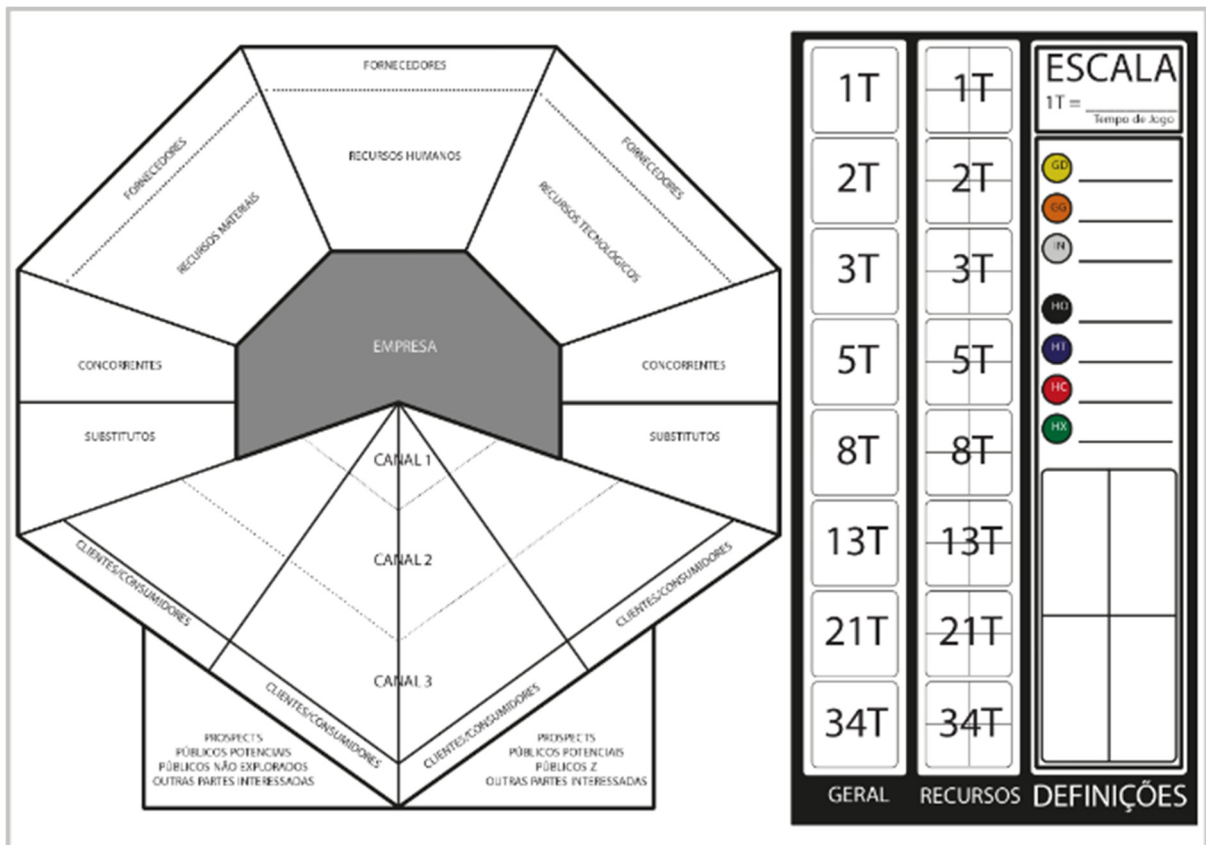 FORNECEDORES
RECURSOS HUMANOS
FORNECEDORES
RECURSOS MATERIAIS
FORNECEDORES
RECURSOS TECNOLÓGICOS
CONCORRENTES
EMPRESA
CONCORRENTES
SUBSTITUTOS
SUBSTITUTOS
CANAL 1
CANAL 2
CANAL 3
CLIENTES/CONSUMIDORES
CLIENTES/CONSUMIDORES
CLIENTES/CONSUMIDORES
CLIENTES/CONSUMIDORES
PROSPECTS
PÚBLICOS POTENCIAIS
PÚBLICOS NÃO EXPLORADOS
OUTRAS PARTES INTERESSADAS
PROSPECTS
PÚBLICOS POTENCIAIS
PÚBLICOS Z
OUTRAS PARTES INTERESSADAS
1T
2T
3T
5T
8T
13T
21T
34T
GERAL
1T
2T
3T
5T
8T
13T
21T
34T
RECURSOS
ESCALA
1T = ________
Tempo de Jogo
GD
GG
IN
HO
HT
HC
HX
DEFINIÇÕES